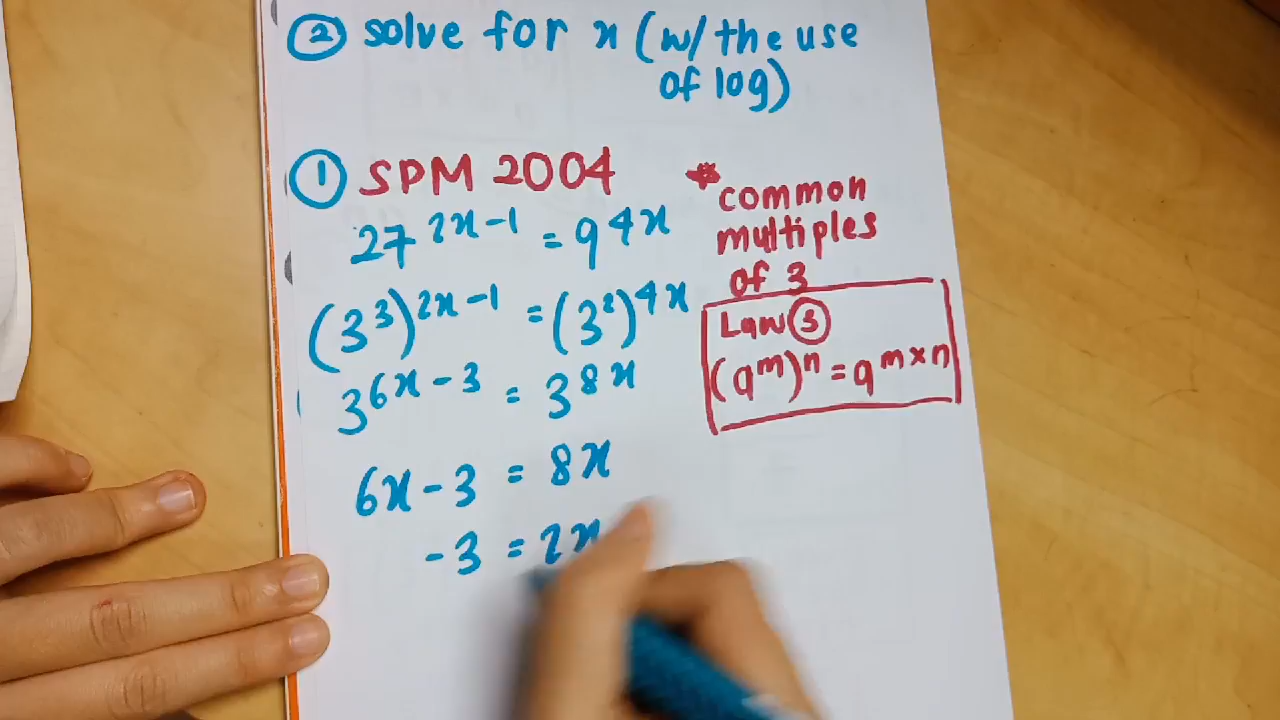 ② solve for x (w/ the use
of log)
① SPM 2004
27^{2x-1} = 9^{4x}
(3^3)^{2x-1} = (3^2)^{4x}
3^{6x-3} = 3^{8x}
6x - 3 = 8x
-3 = 2x
* common
multiples
of 3
Law ③
(a^m)^n = a^{m×n}